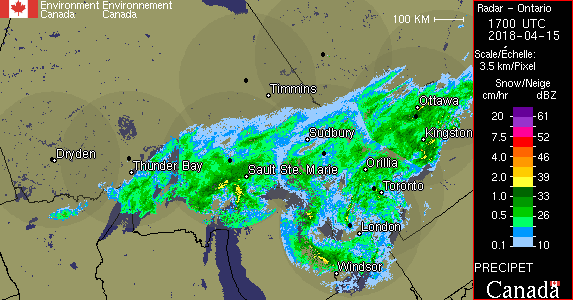 Environment Environnement
Canada Canada
100 KM
Timmins
Ottawa
Sudbury
Kingston
Dryden
Thunder Bay
Sault Ste. Marie
Orillia
Toronto
London
Windsor
Radar - Ontario
1700 UTC
2018-04-15
Scale/Échelle:
3.5 km/Pixel
Snow/Neige
cm/hr dBZ
20 61
7.5 52
4.0 46
2.0 39
1.0 33
0.5 26
0.1 10
PRECIPET
Canada